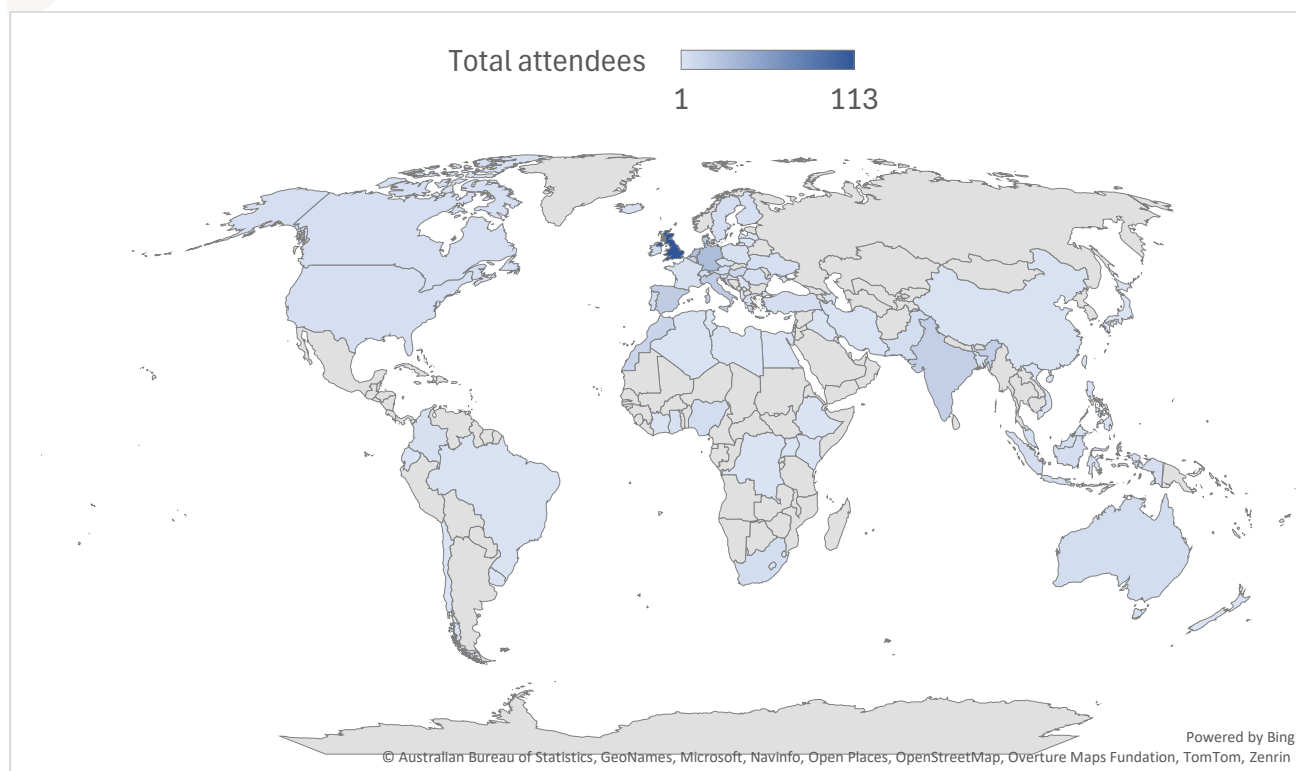 Total attendees
1 113
Powered by Bing
© Australian Bureau of Statistics, GeoNames, Microsoft, Navinfo, Open Places, OpenStreetMap, Overture Maps Fundation, TomTom, Zenrin